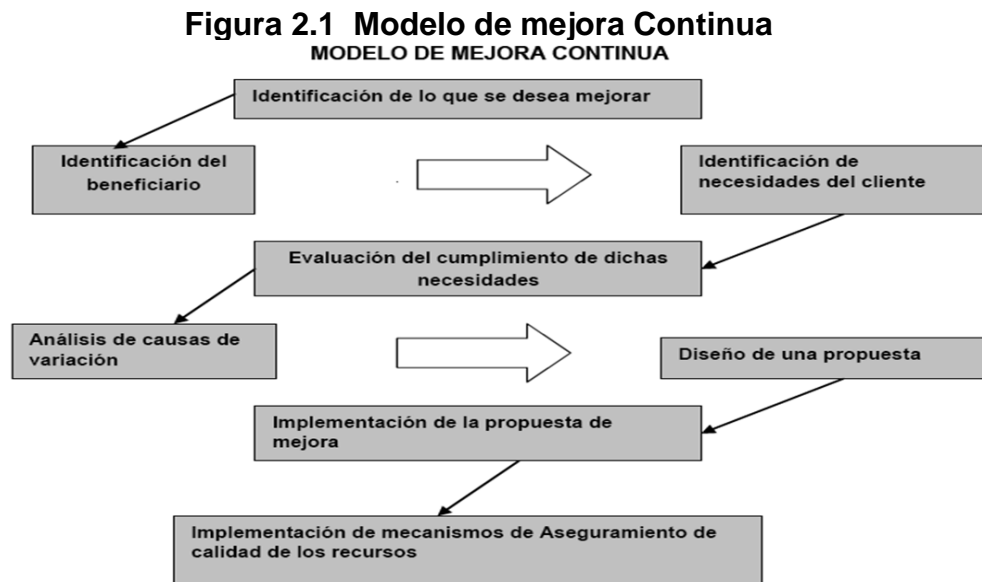 Figura 2.1 Modelo de mejora Continua
MODELO DE MEJORA CONTINUA
Identificación de lo que se desea mejorar
Identificación del
beneficiario
Identificación de
necesidades del cliente
Evaluación del cumplimiento de dichas
necesidades
Análisis de causas de
variación
Diseño de una propuesta
Implementación de la propuesta de
mejora
Implementación de mecanismos de Aseguramiento de
calidad de los recursos